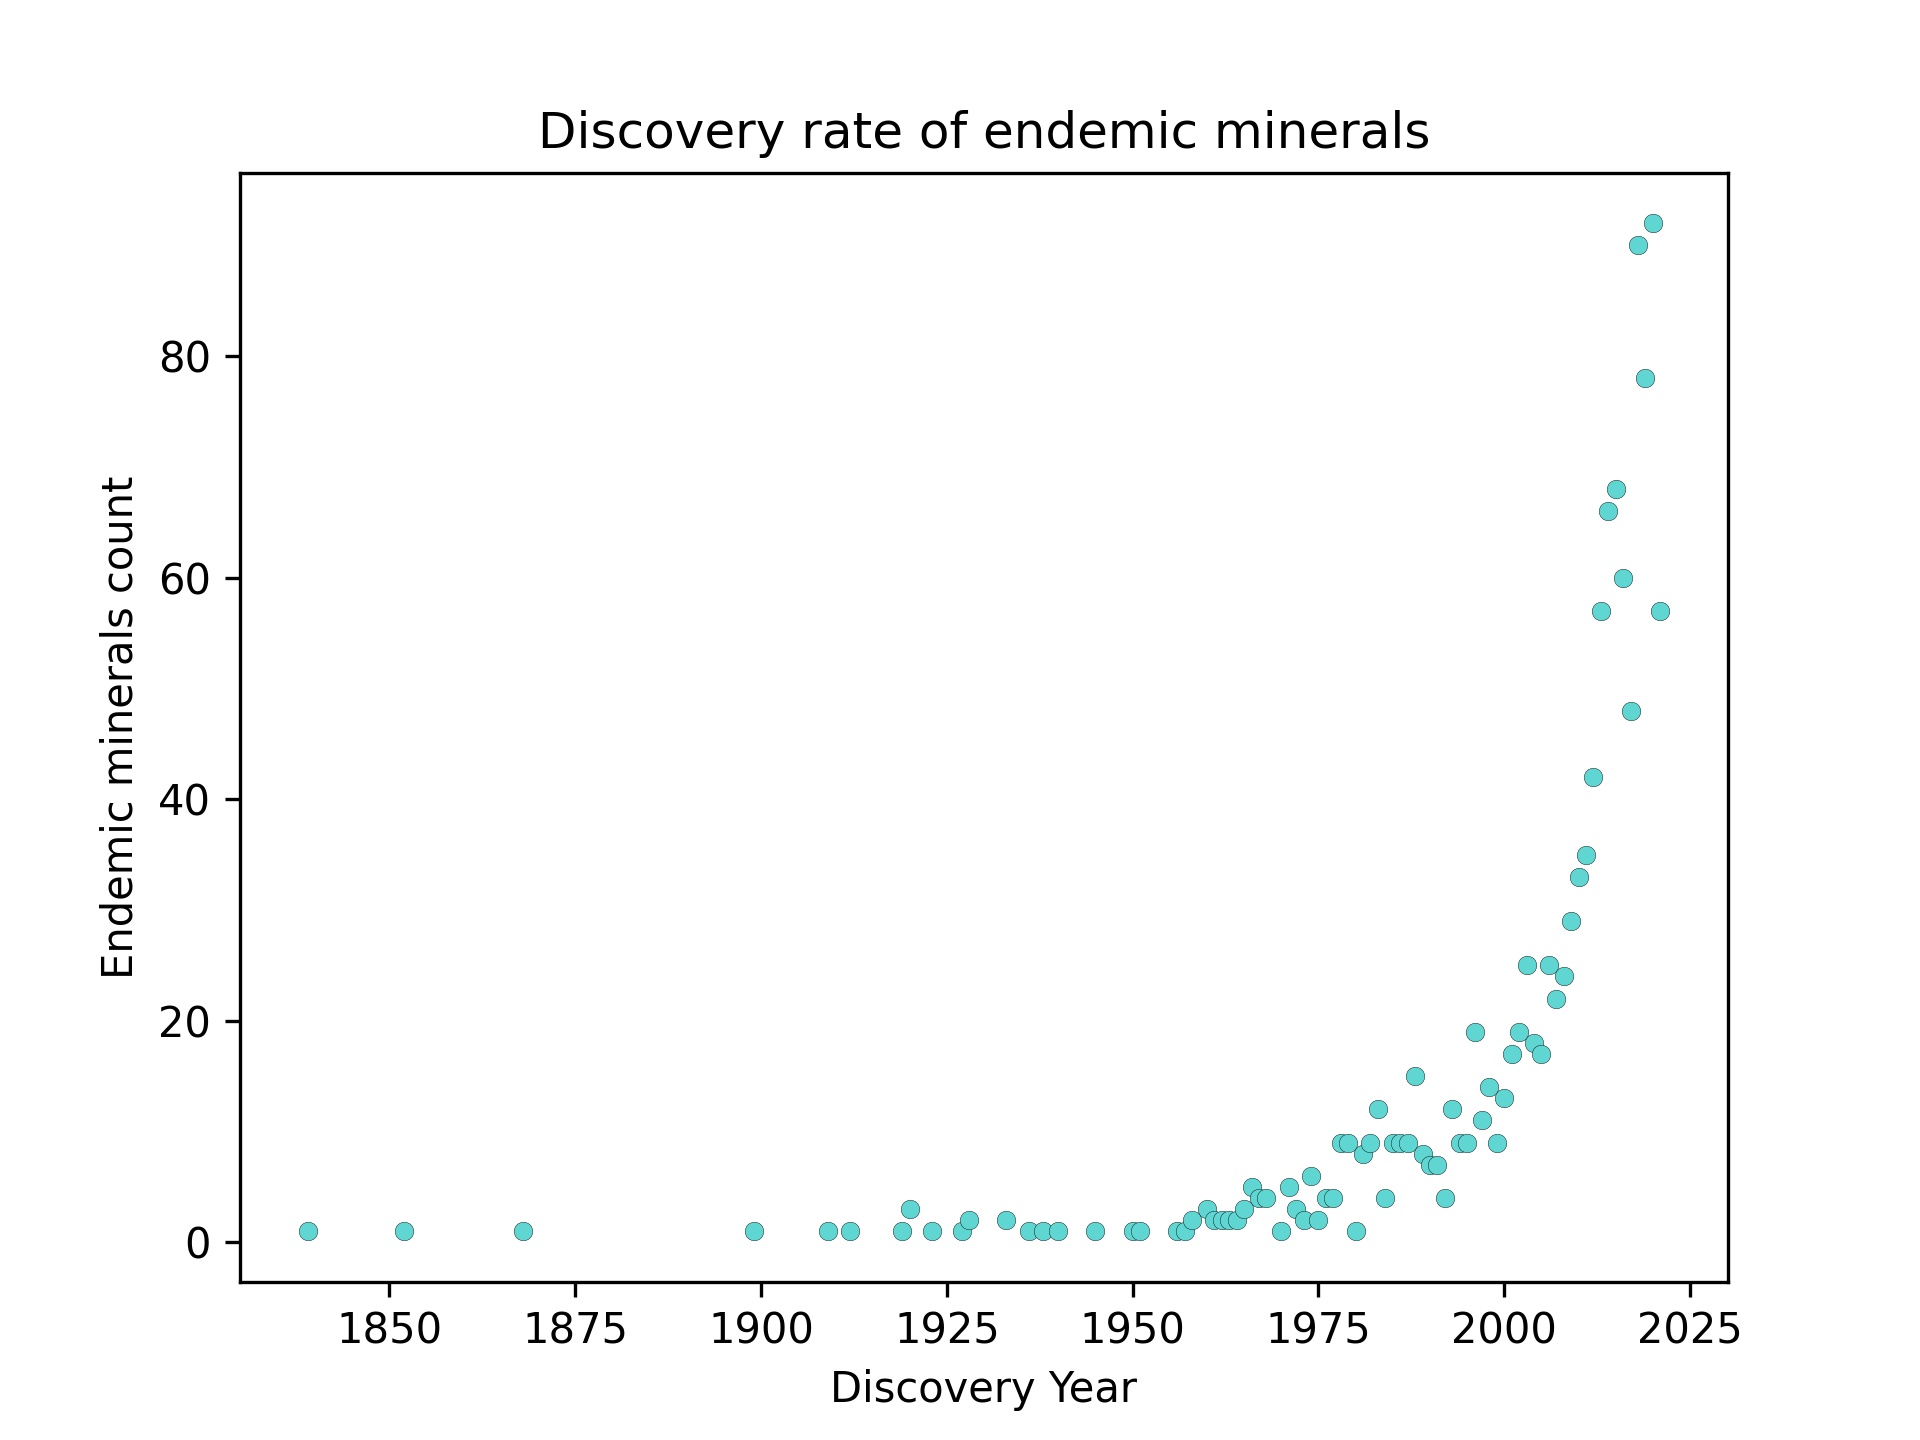 Discovery rate of endemic minerals
Endemic minerals count
80
60
40
20
0
1850 1875 1900 1925 1950 1975 2000 2025
Discovery Year